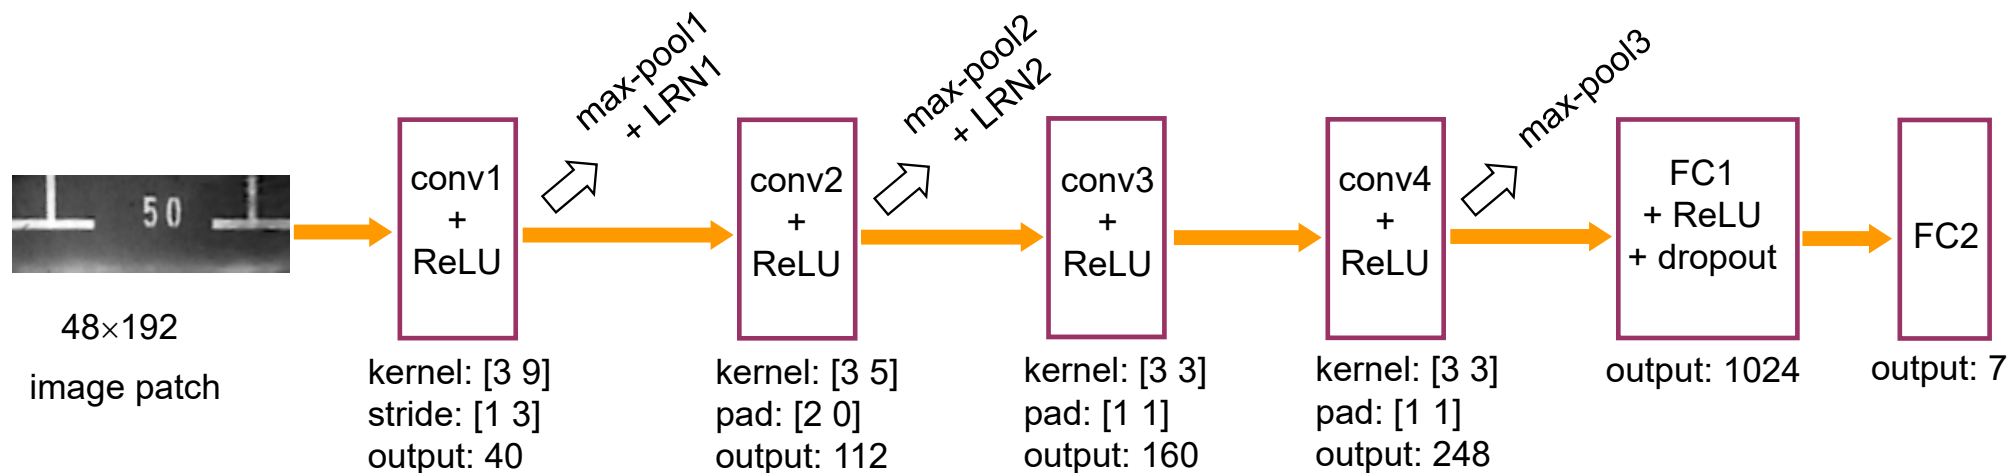 50
48×192
image patch
conv1
+
ReLU
kernel: [3 9]
stride: [1 3]
output: 40
max-pool1
+ LRN1
conv2
+
ReLU
kernel: [3 5]
pad: [2 0]
output: 112
max-pool2
+ LRN2
conv3
+
ReLU
kernel: [3 3]
pad: [1 1]
output: 160
conv4
+
ReLU
kernel: [3 3]
pad: [1 1]
output: 248
max-pool3
FC1
+ ReLU
+ dropout
output: 1024
FC2
output: 7